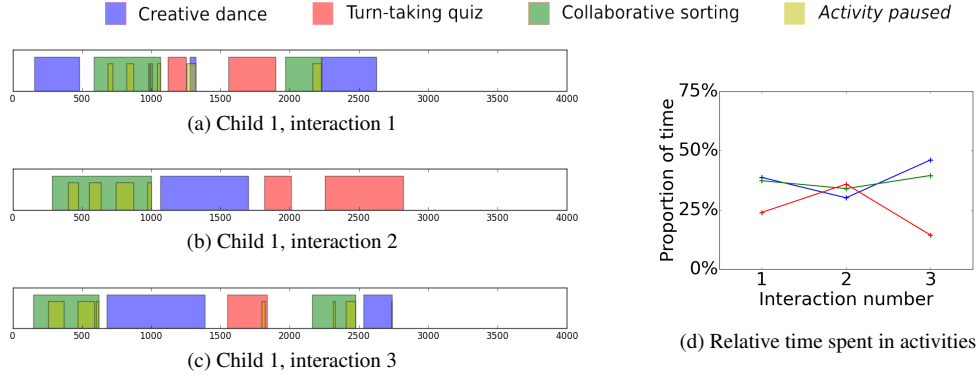 Creative dance Turn-taking quiz Collaborative sorting Activity paused
0 500 1000 1500 2000 2500 3000 3500 4000
(a) Child 1, interaction 1
0 500 1000 1500 2000 2500 3000 3500 4000
(b) Child 1, interaction 2
0 500 1000 1500 2000 2500 3000 3500 4000
(c) Child 1, interaction 3
Proportion of time
75%
50%
25%
0%
1 2 3
Interaction number
(d) Relative time spent in activities